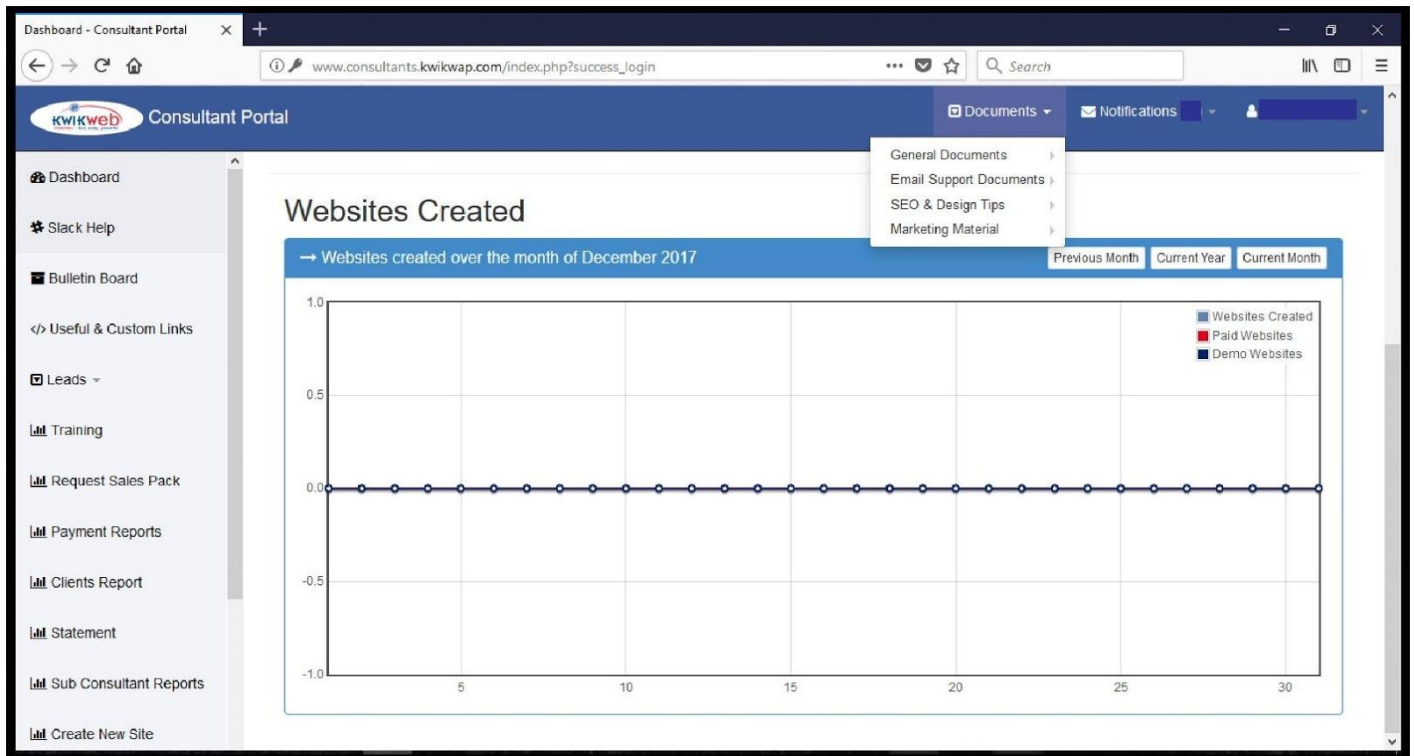 Dashboard - Consultant Portal
www.consultants.kwikwap.com/index.php?success_login
Search
kwikweb
Consultant Portal
Documents
Notifications
Dashboard
Slack Help
Bulletin Board
</> Useful & Custom Links
Leads
Training
Request Sales Pack
Payment Reports
Clients Report
Statement
Sub Consultant Reports
Create New Site
General Documents
Email Support Documents
SEO & Design Tips
Marketing Material
Websites Created
→ Websites created over the month of December 2017
Previous Month Current Year Current Month
Websites Created
Paid Websites
Demo Websites
1.0
0.5
0.0
-0.5
-1.0
5 10 15 20 25 30